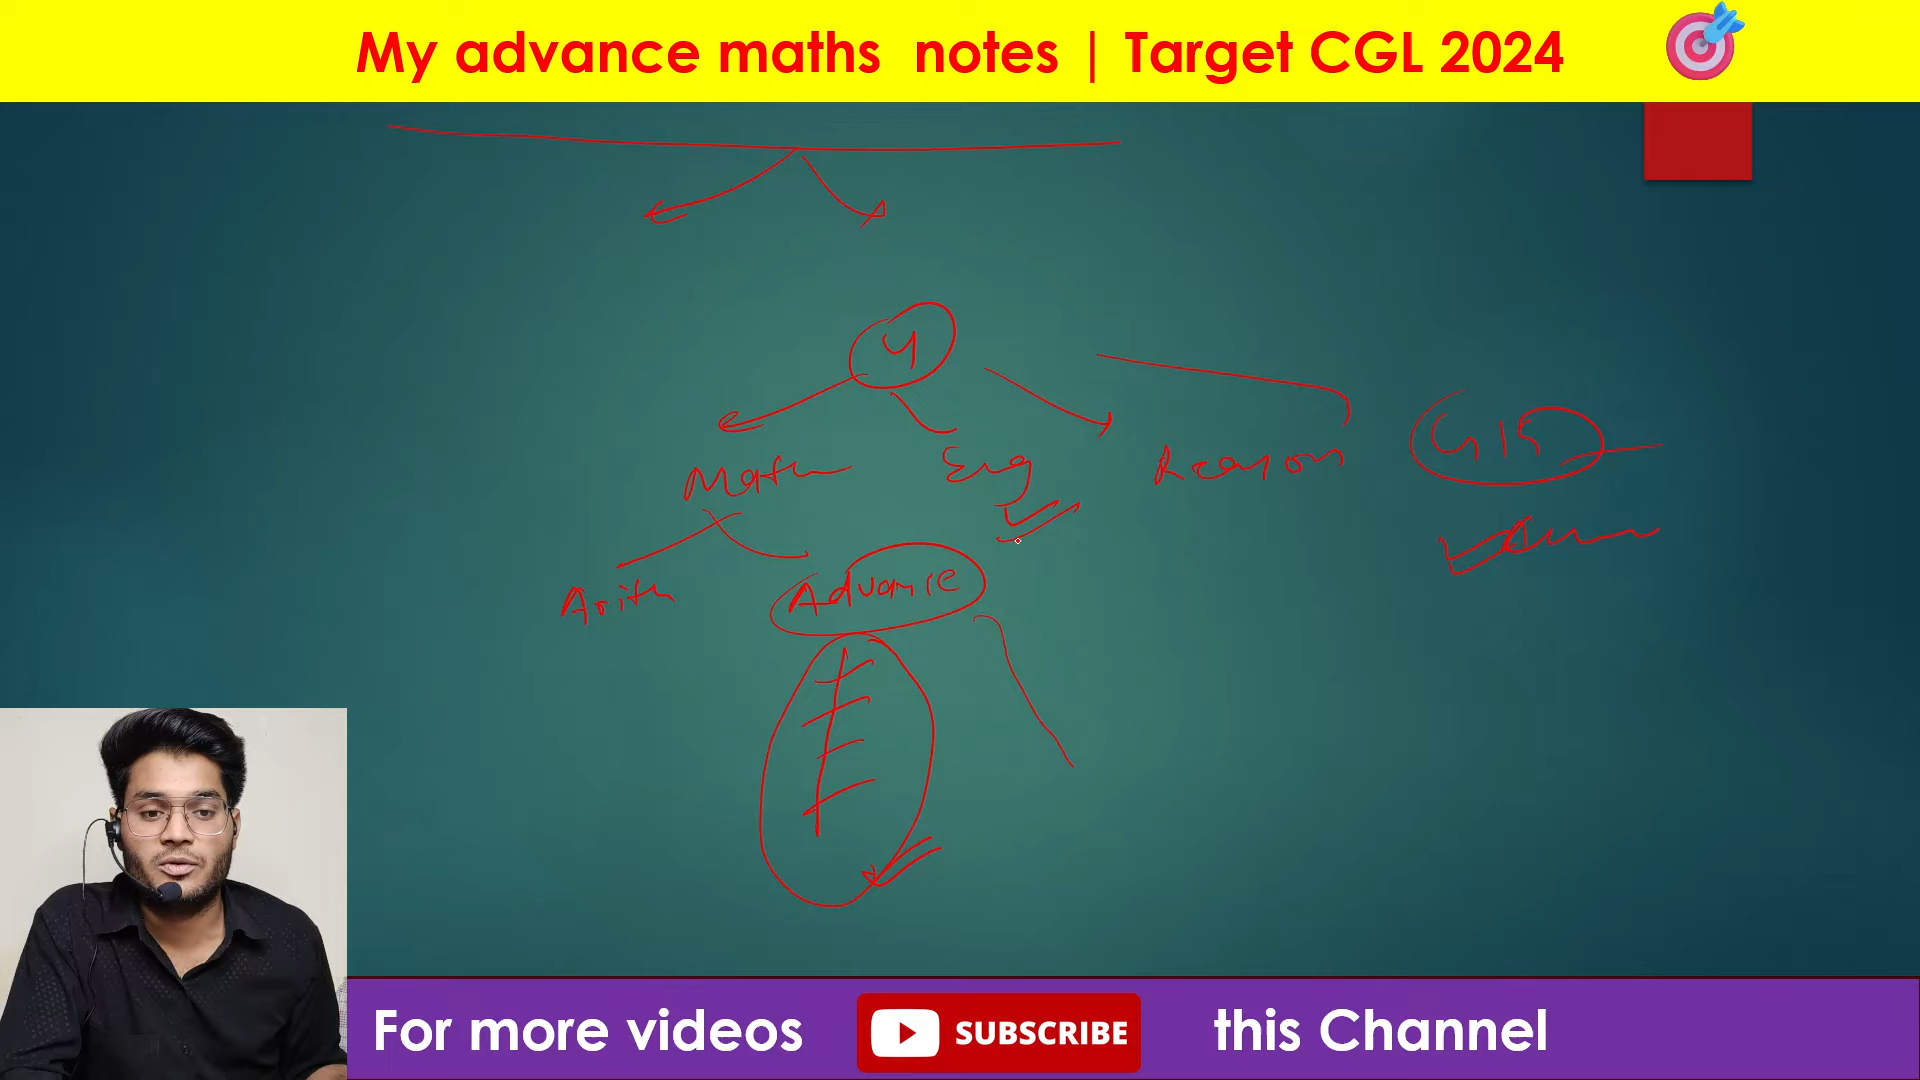 My advance maths notes | Target CGL 2024
4
Math Eng Reason GIS
Arith Advance
For more videos SUBSCRIBE this Channel